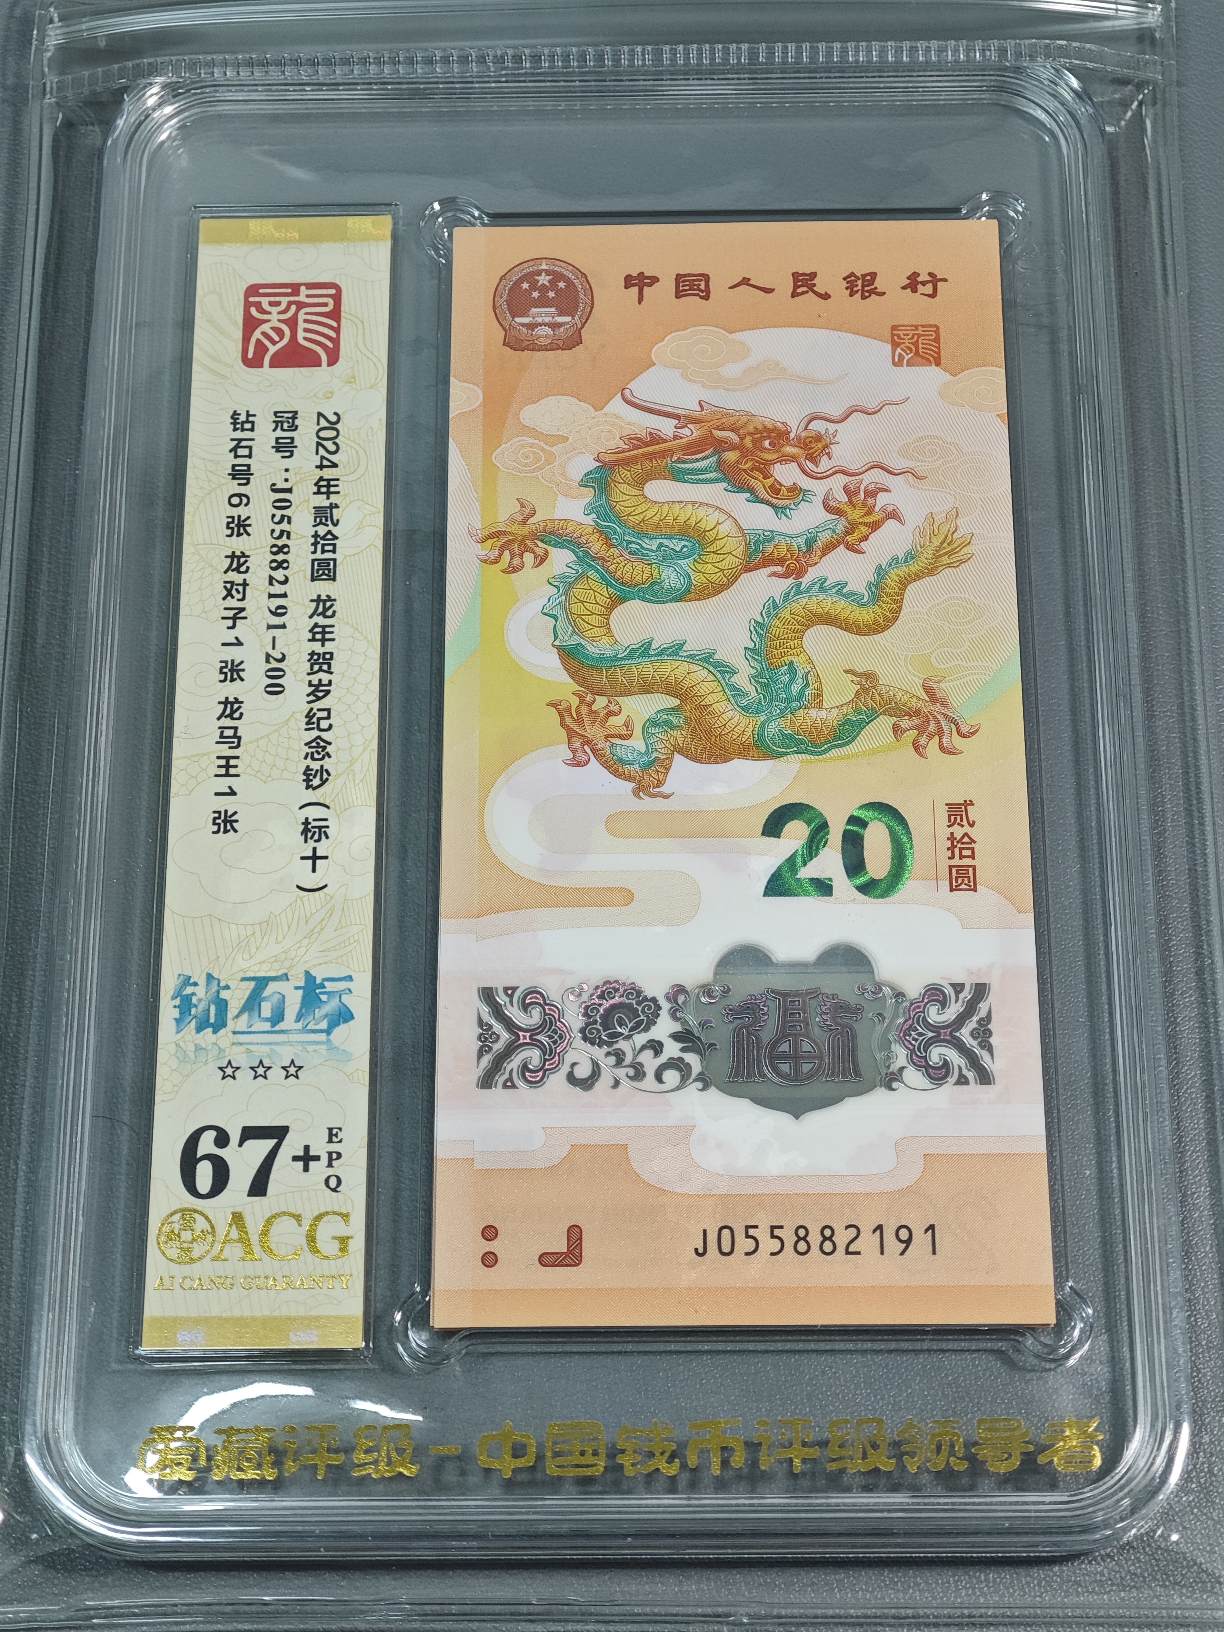 龍
2024年贰拾圆 龙年贺岁纪念钞(标十)
冠号:J055882191-200
钻石号6张 龙对子1张 龙马王1张
钻石标
☆☆☆
67+EPQ
ACG
AI CANG GUARANTY
中国人民银行
龍
20
贰拾圆
福
J055882191
爱藏评级-中国钱币评级领导者